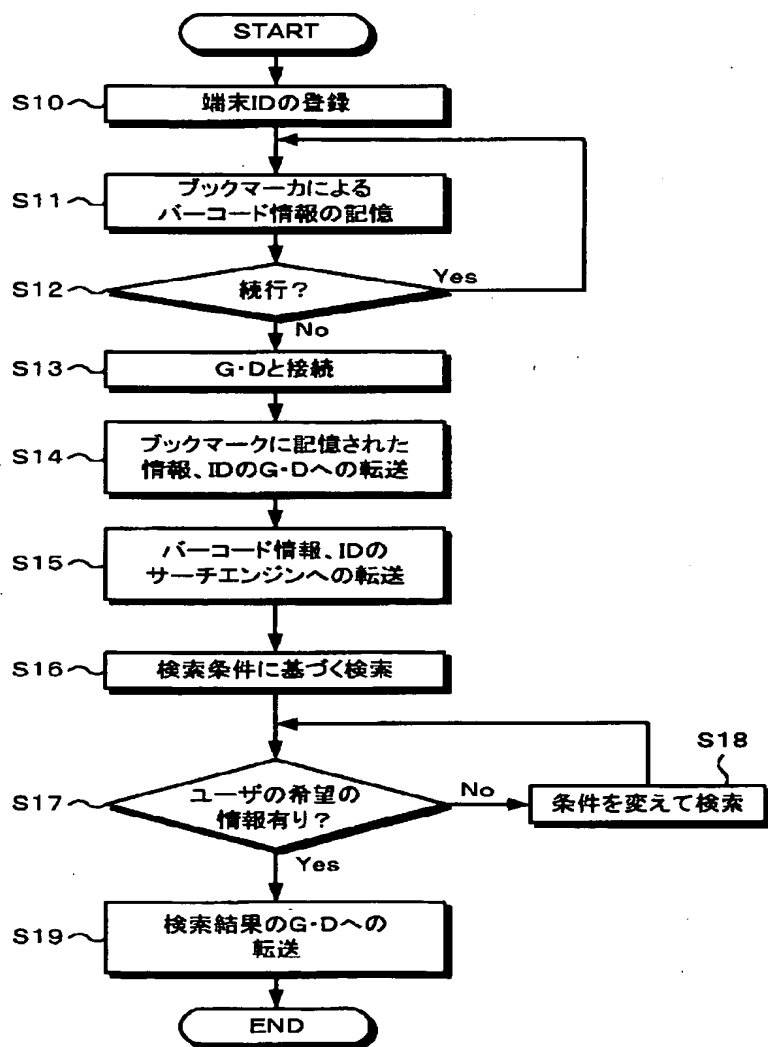 START
S10
端末IDの登録
S11
ブックマーカによる
バーコード情報の記憶
S12
続行?
Yes
No
S13
G・Dと接続
S14
ブックマークに記憶された
情報、IDのG・Dへの転送
S15
バーコード情報、IDの
サーチエンジンへの転送
S16
検索条件に基づく検索
S17
ユーザの希望の
情報有り?
No
S18
条件を変えて検索
Yes
S19
検索結果のG・Dへの
転送
END